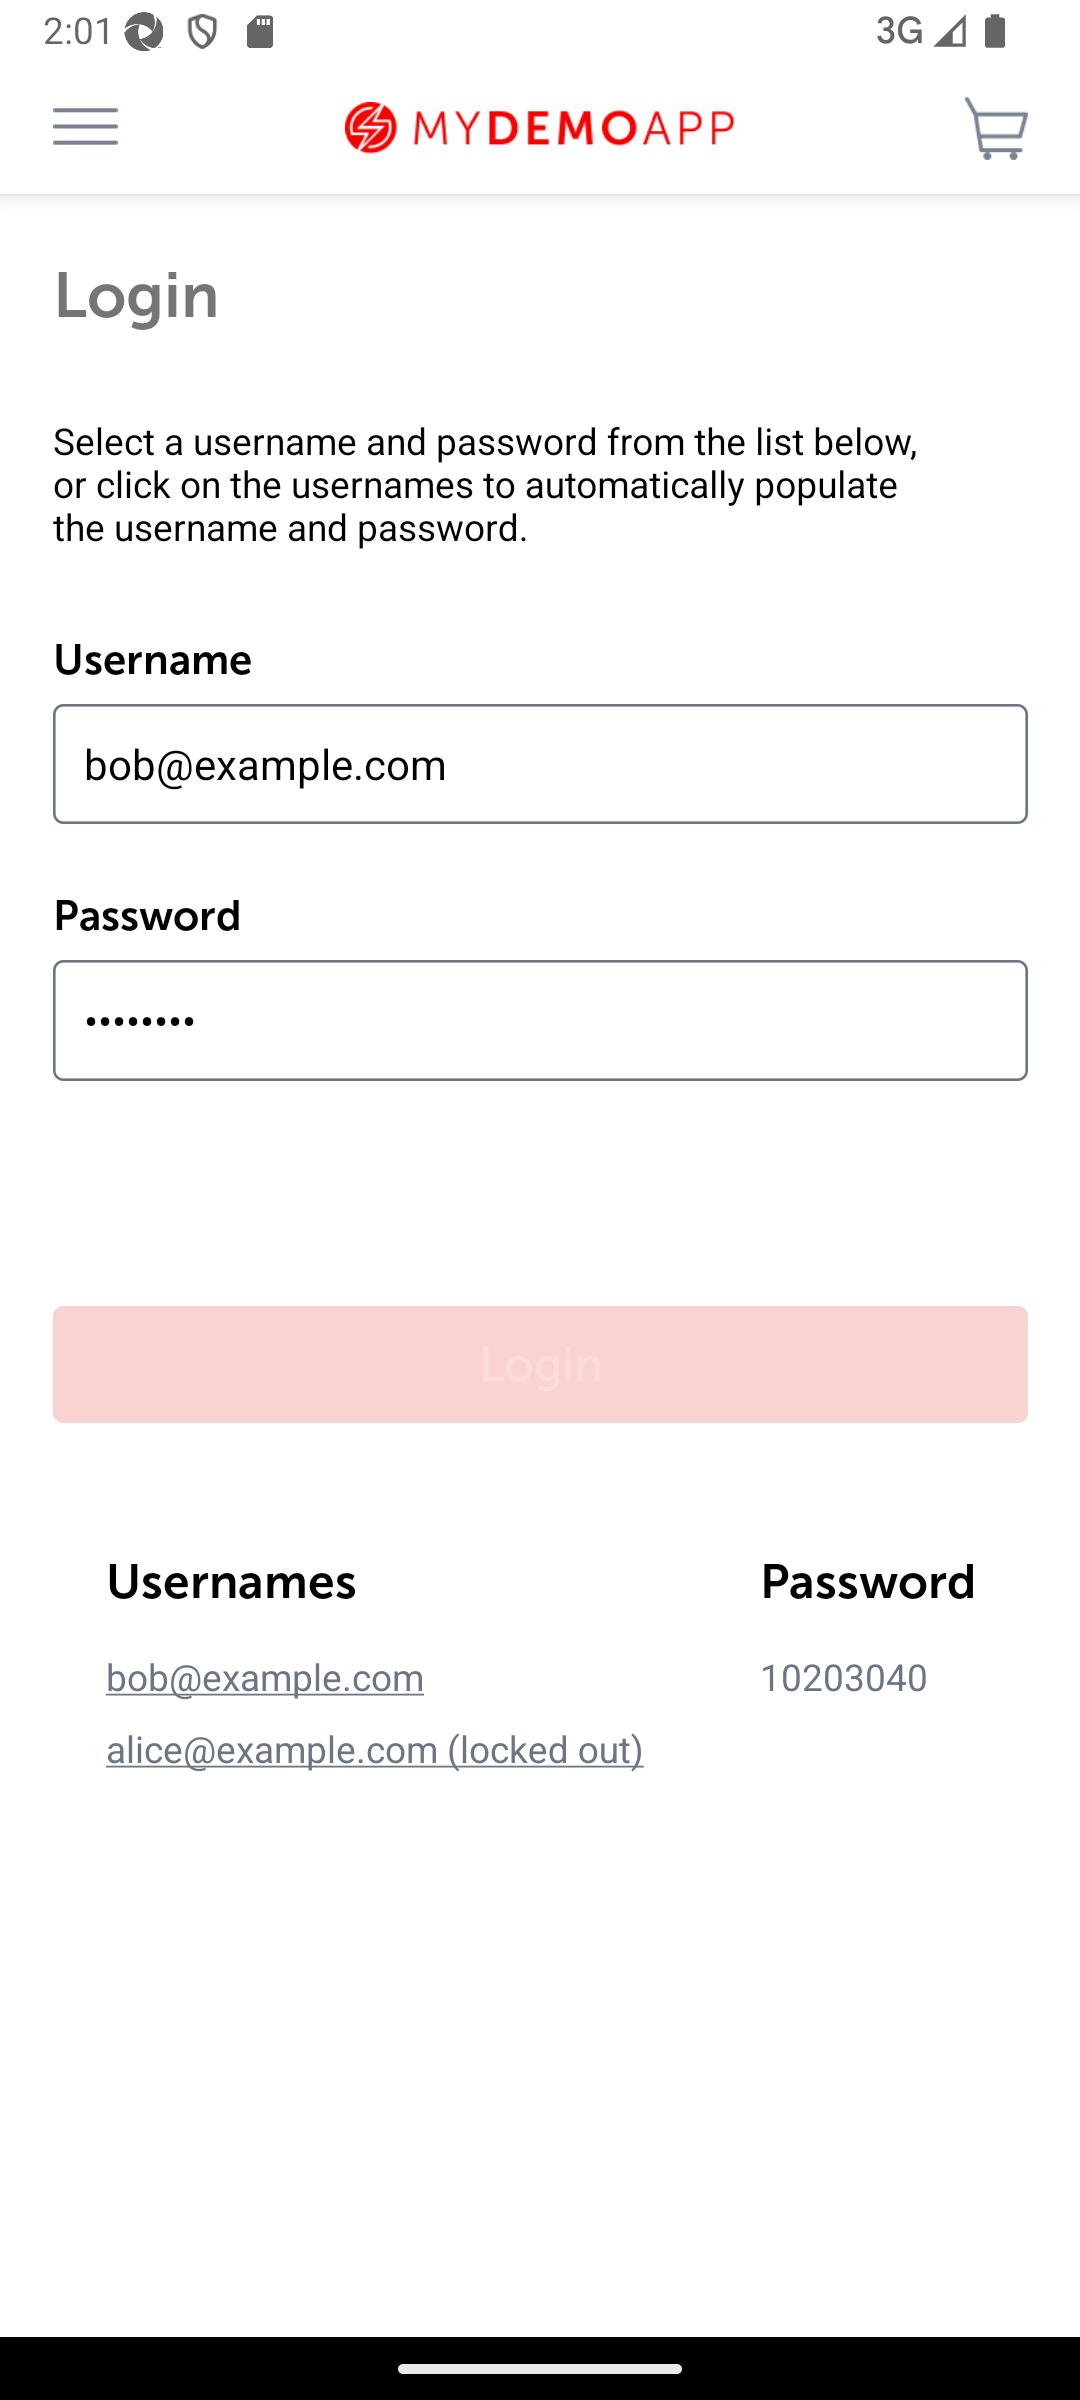 2:01 3G
MYDEMOAPP
Login
Select a username and password from the list below,
or click on the usernames to automatically populate
the username and password.
Username
bob@example.com
Password
••••••••
Login
Usernames Password
bob@example.com 10203040
alice@example.com (locked out)